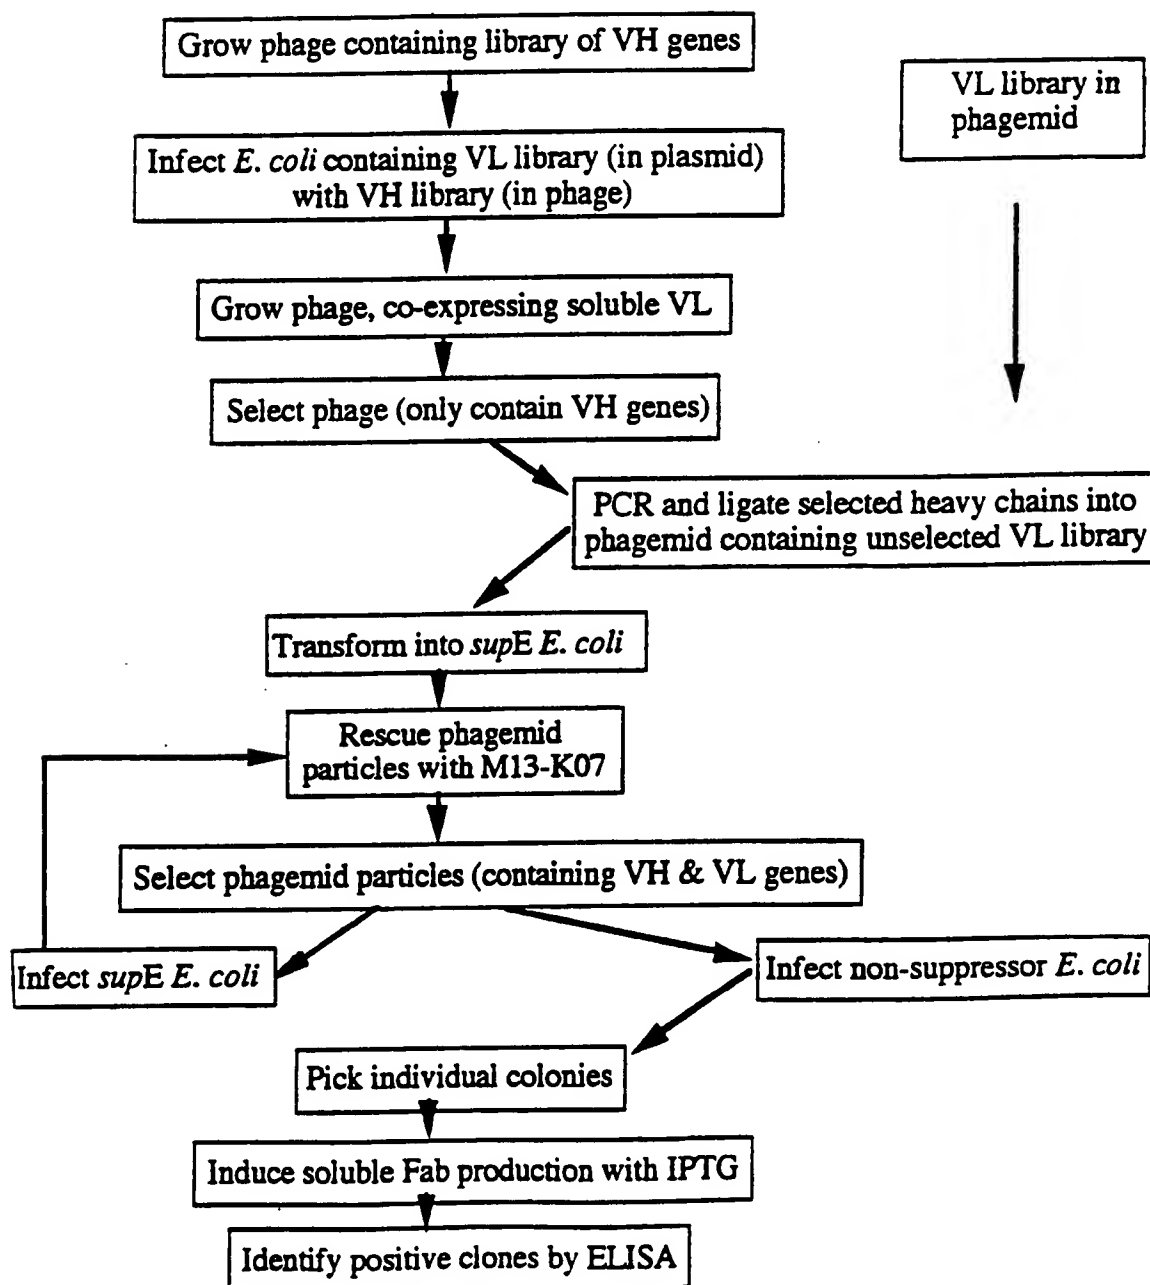 Grow phage containing library of VH genes
VL library in
phagemid
Infect E. coli containing VL library (in plasmid)
with VH library (in phage)
Grow phage, co-expressing soluble VL
Select phage (only contain VH genes)
PCR and ligate selected heavy chains into
phagemid containing unselected VL library
Transform into supE E. coli
Rescue phagemid
particles with M13-K07
Select phagemid particles (containing VH & VL genes)
Infect supE E. coli
Infect non-suppressor E. coli
Pick individual colonies
Induce soluble Fab production with IPTG
Identify positive clones by ELISA